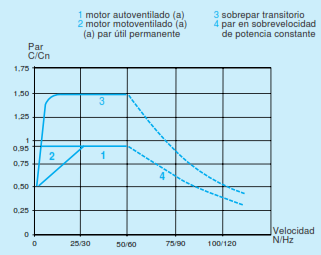 1 motor autoventilado (a)
2 motor motoventilado (a)
(a) par útil permanente
3 sobrepar transitorio
4 par en sobrevelocidad
de potencia constante
Par
C/Cn
1,75
1,50
1,25
1
0,95
0,75
0,50
0,25
0
3
2
1
4
0
25/30
50/60
75/90
100/120
Velocidad
N/Hz